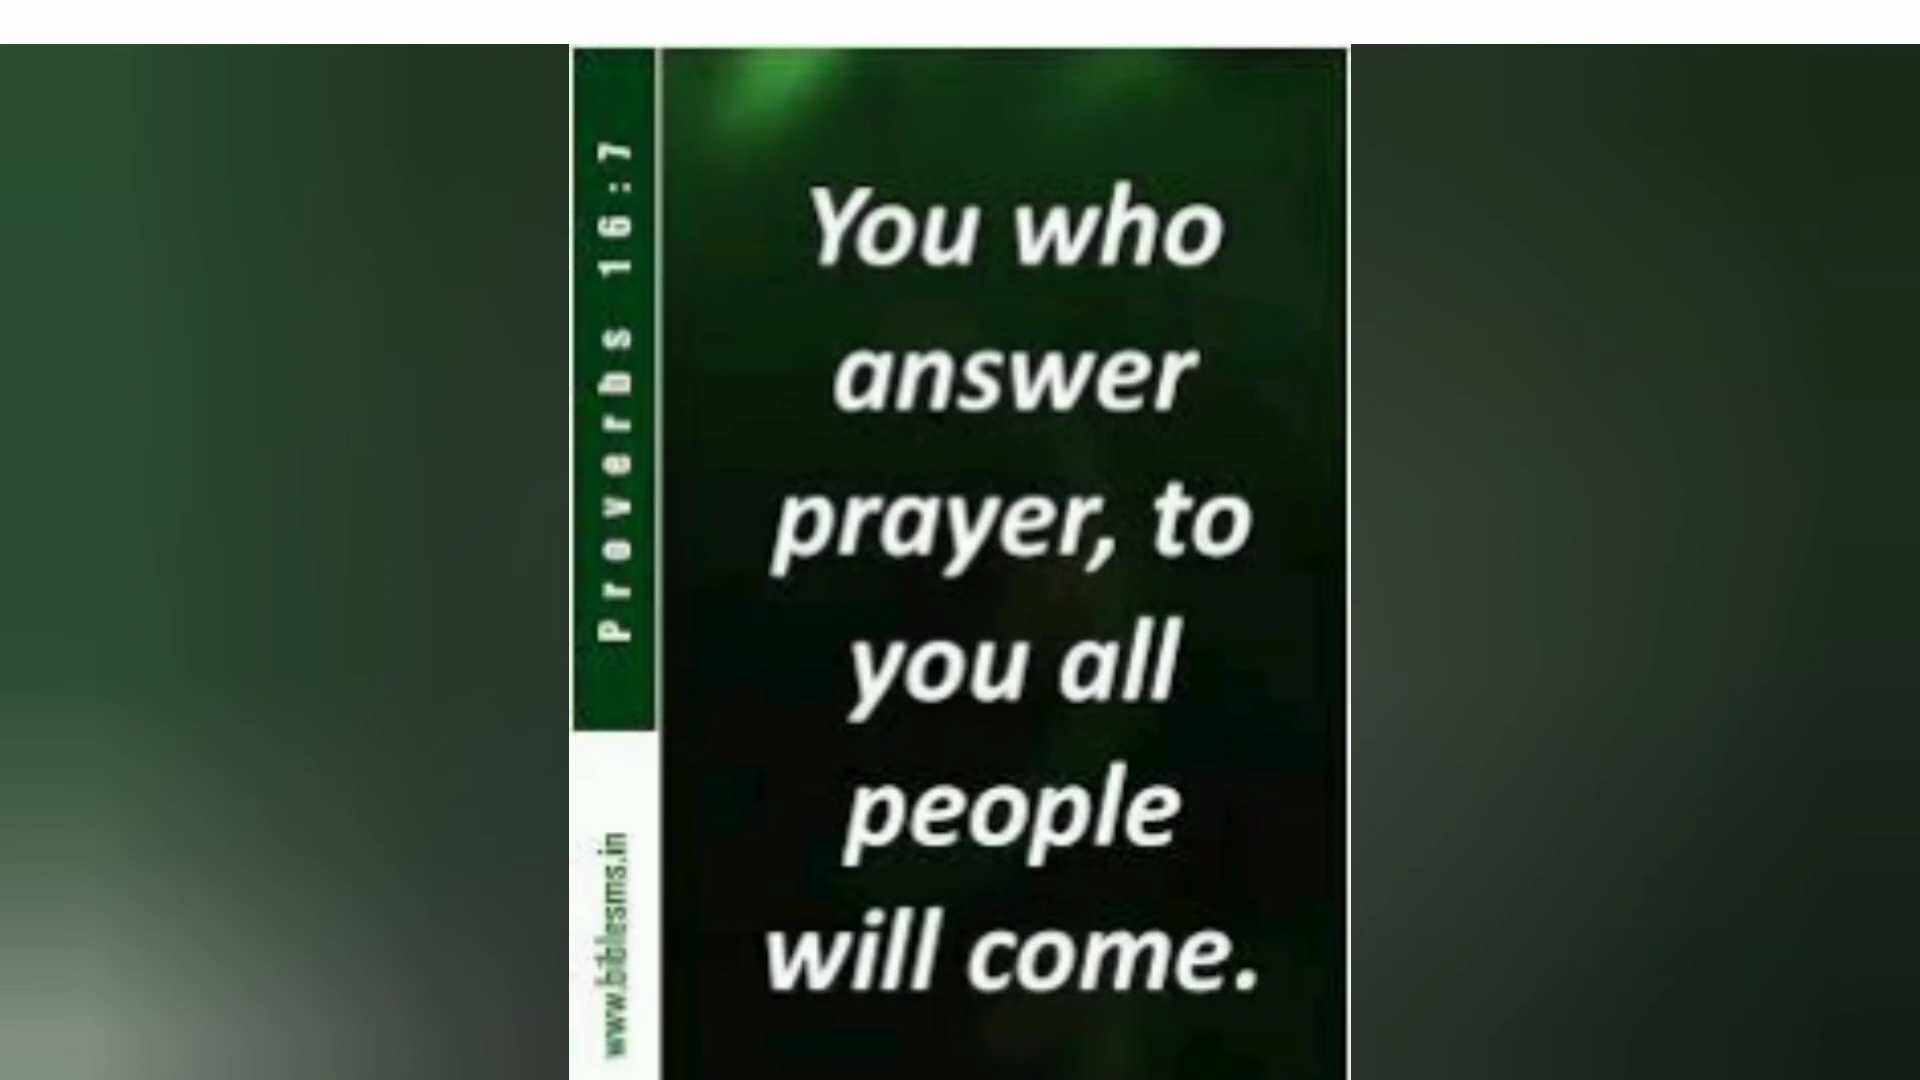 Proverbs 16:7
www.biblesms.in
You who
answer
prayer, to
you all
people
will come.